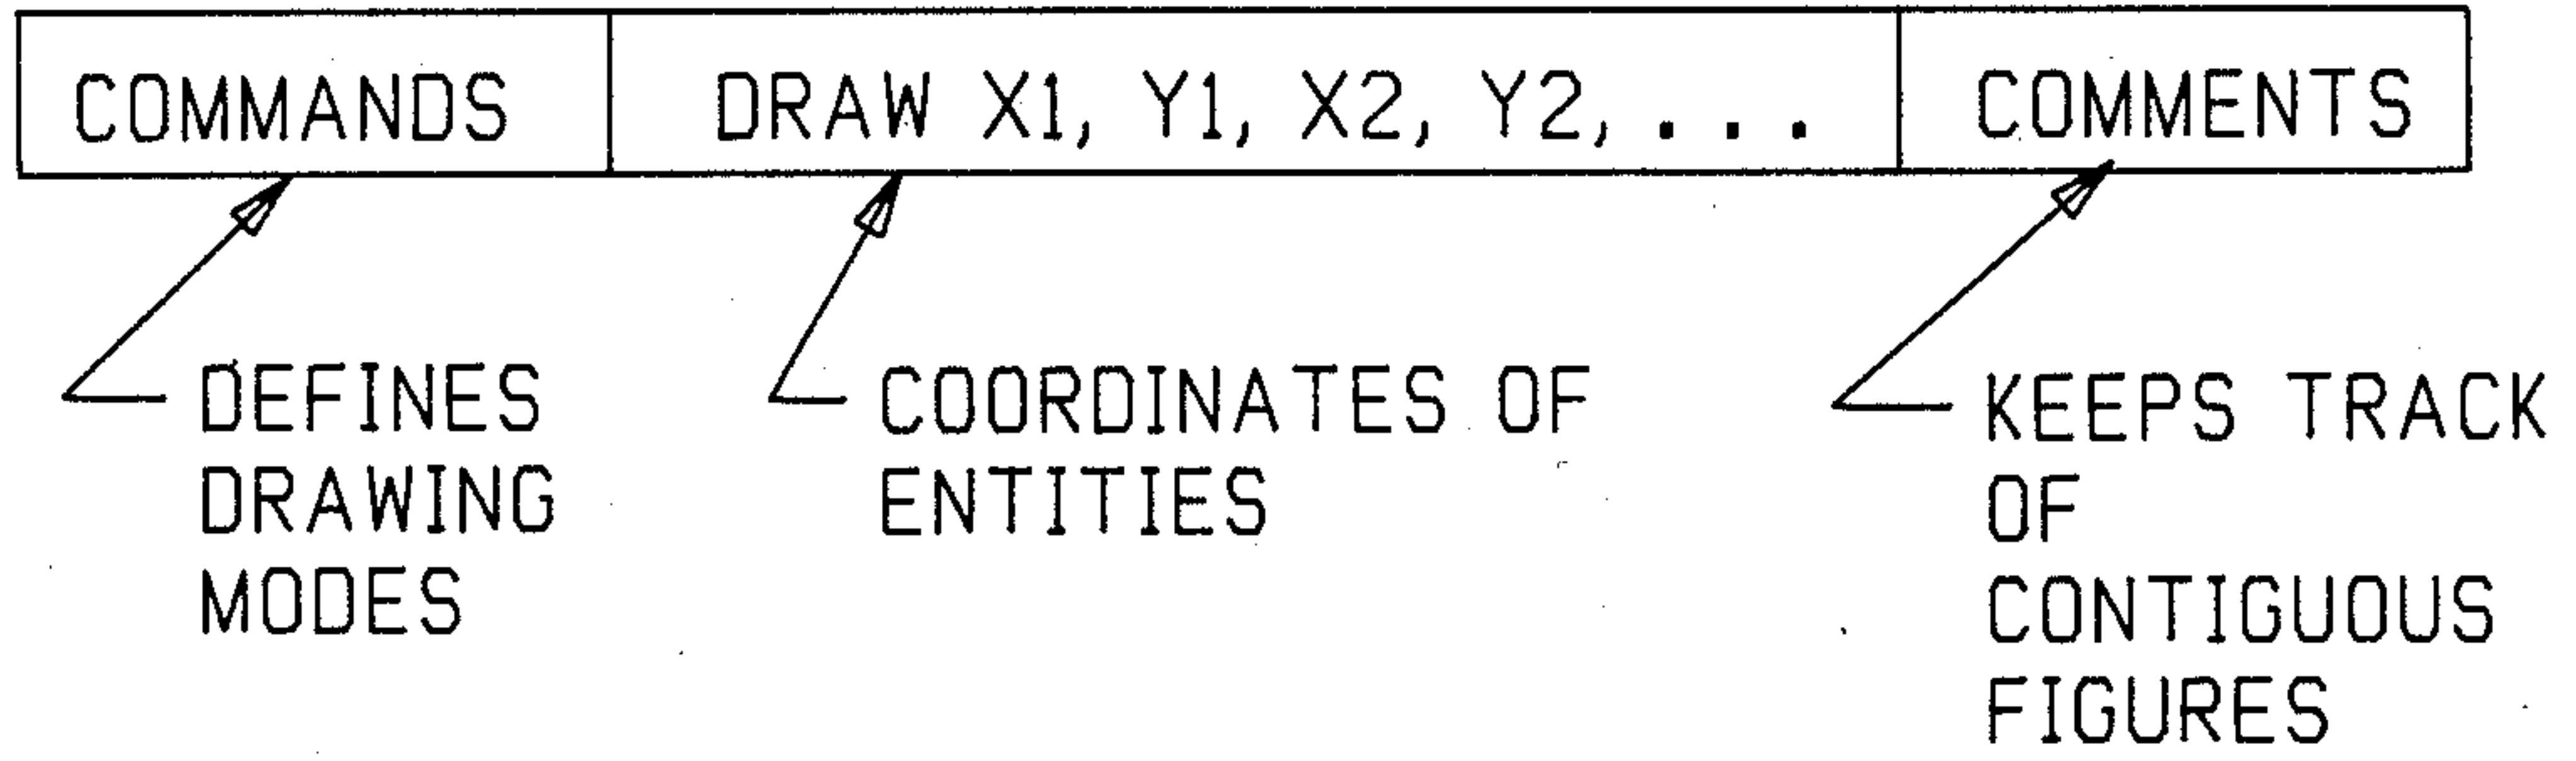 COMMANDS DRAW X1, Y1, X2, Y2, . . . COMMENTS
DEFINES
DRAWING
MODES
COORDINATES OF
ENTITIES
KEEPS TRACK
OF
CONTIGUOUS
FIGURES